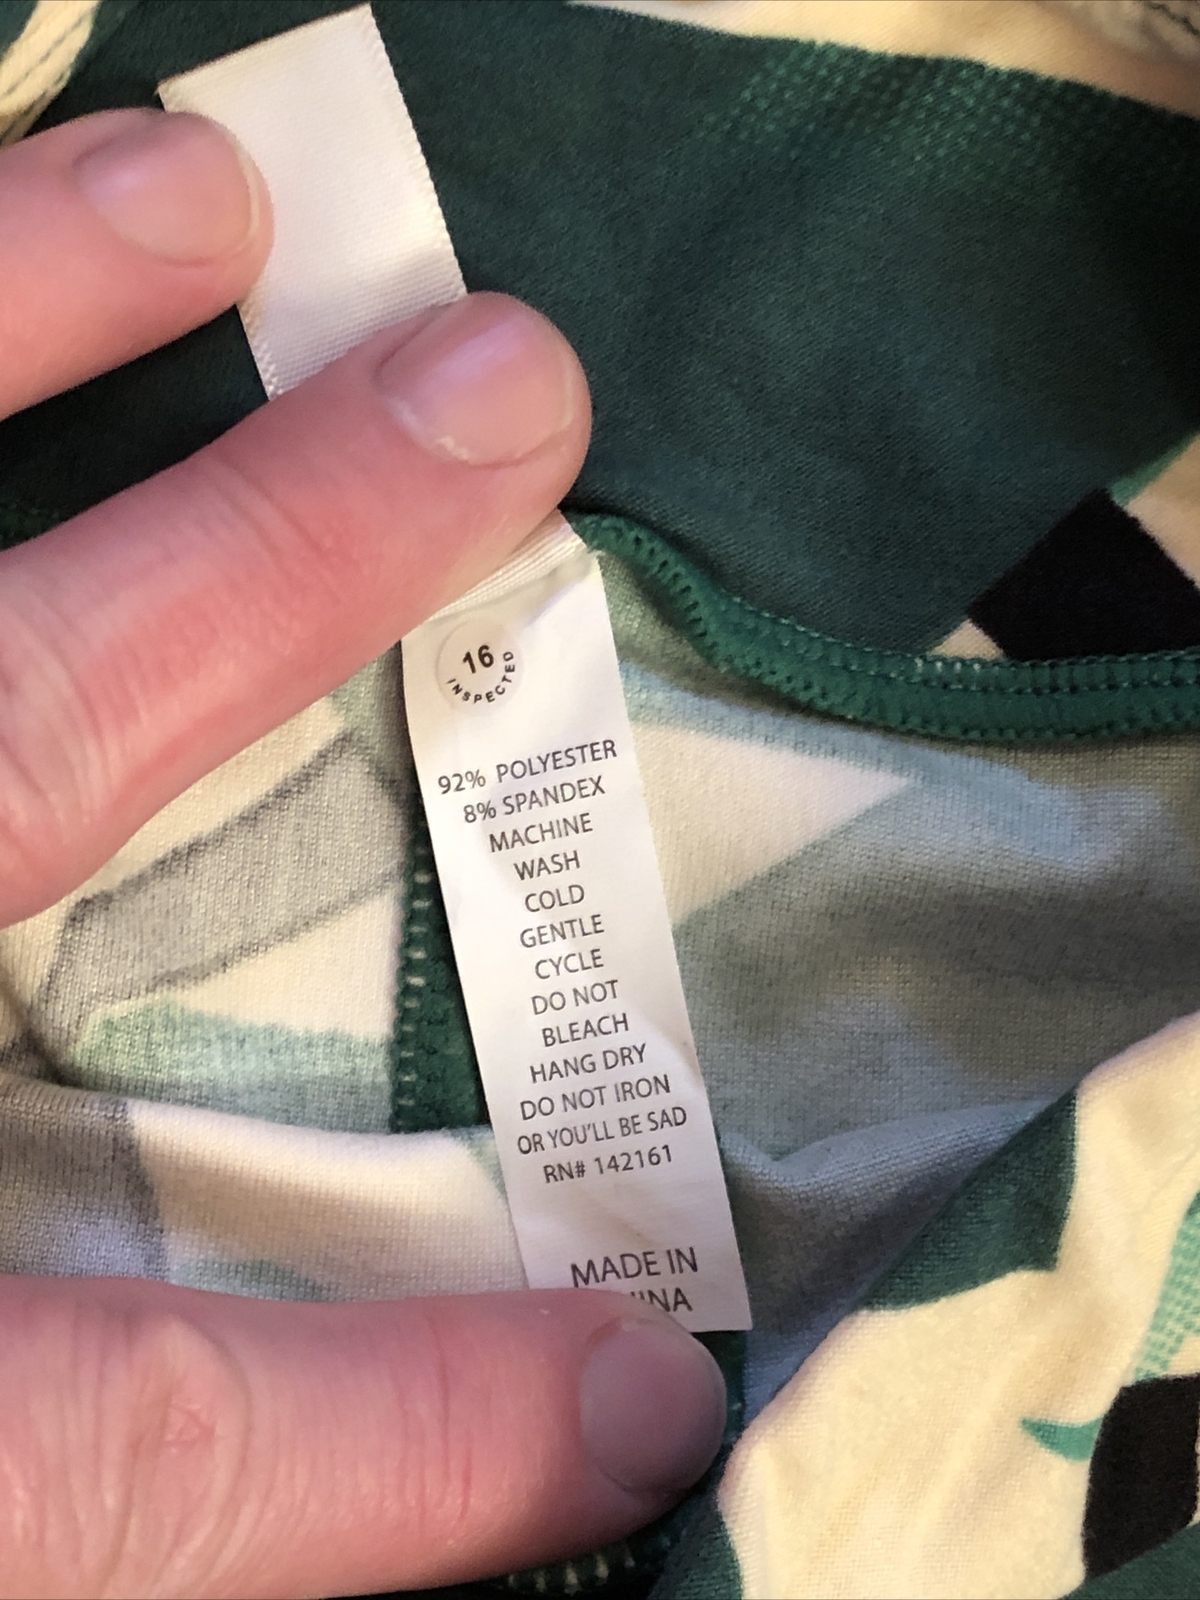 16
INSPECTED
92% POLYESTER
8% SPANDEX
MACHINE
WASH
COLD
GENTLE
CYCLE
DO NOT
BLEACH
HANG DRY
DO NOT IRON
OR YOU'LL BE SAD
RN# 142161
MADE IN